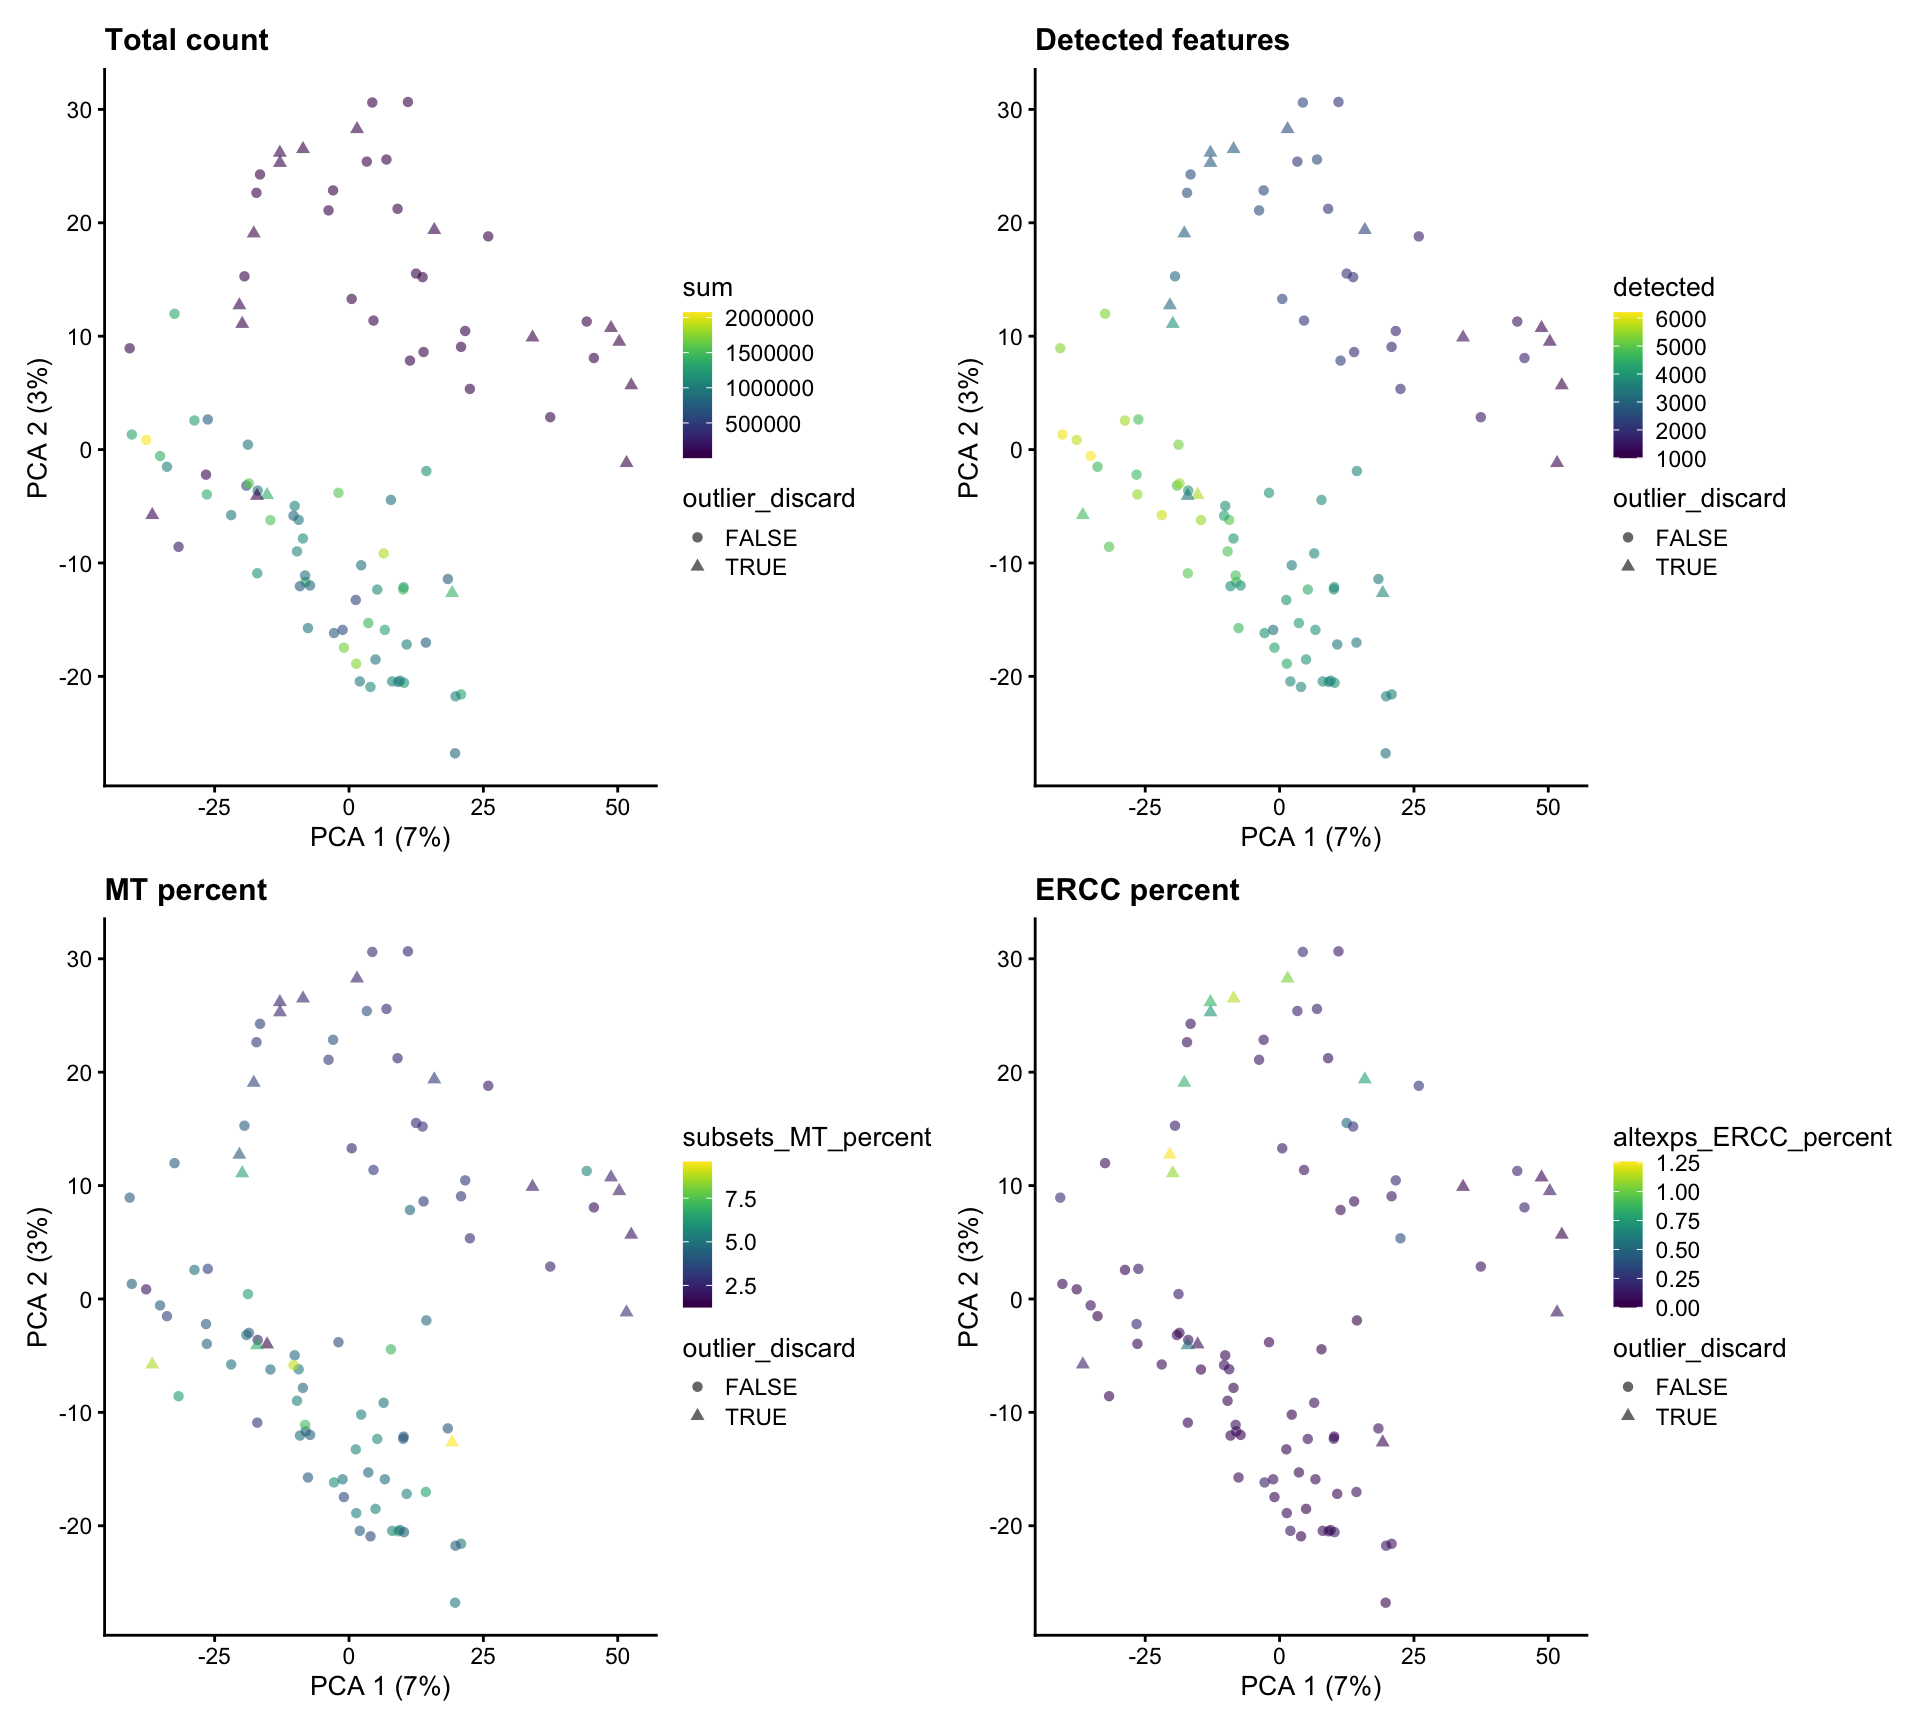 Total count
30
20
10
0
-10
-20
-25
0
25
50
PCA 1 (7%)
PCA 2 (3%)
sum
2000000
1500000
1000000
500000
outlier_discard
FALSE
TRUE
Detected features
30
20
10
0
-10
-20
-25
0
25
50
PCA 1 (7%)
PCA 2 (3%)
detected
6000
5000
4000
3000
2000
1000
outlier_discard
FALSE
TRUE
MT percent
30
20
10
0
-10
-20
-25
0
25
50
PCA 1 (7%)
PCA 2 (3%)
subsets_MT_percent
7.5
5.0
2.5
outlier_discard
FALSE
TRUE
ERCC percent
30
20
10
0
-10
-20
-25
0
25
50
PCA 1 (7%)
PCA 2 (3%)
altexps_ERCC_percent
1.25
1.00
0.75
0.50
0.25
0.00
outlier_discard
FALSE
TRUE